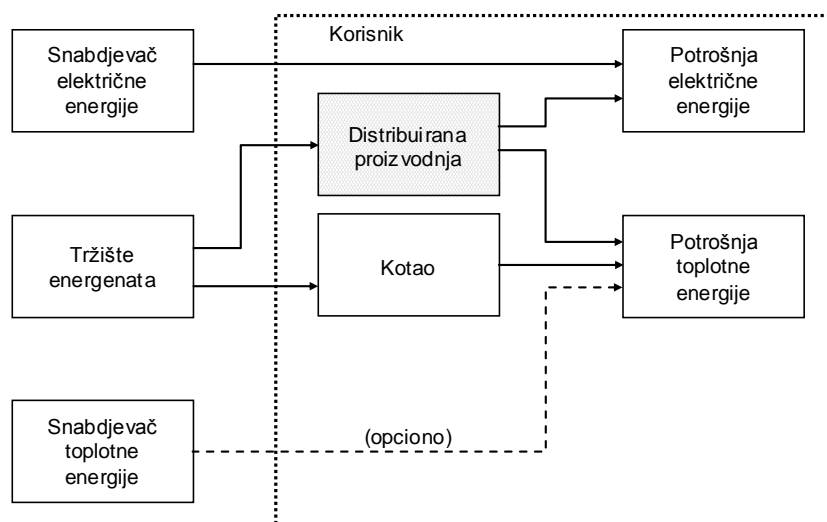 Korisnik
Snabdjevač
električne
energije
Potrošnja
električne
energije
Distribuirana
proizvodnja
Tržište
energenata
Kotao
Potrošnja
toplotne
energije
Snabdjevač
toplotne
energije
(opciono)